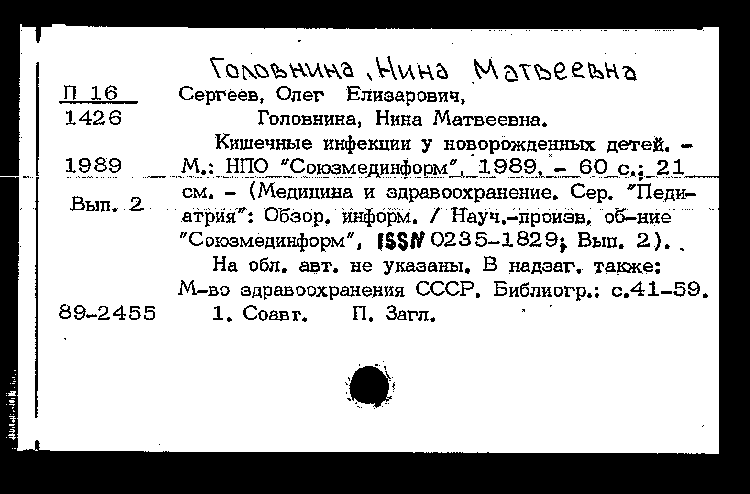 Головнина, Нина Матвеевна
П 16 Сергеев, Олег Елизарович,
1426 Головнина, Нина Матвеевна.
Кишечные инфекции у новорожденных детей. –
1989 М.: НПО "Союзмединформ", 1989. – 60 с.; 21
см. – (Медицина и здравоохранение. Сер. "Педи-
Вып. 2 атрия": Обзор. информ. / Науч.-произв. об-ние
"Союзмединформ", ISSN 0235-1829; Вып. 2).
На обл. авт. не указаны. В надзаг. также:
М-во здравоохранения СССР. Библиогр.: с.41-59.
89-2455 1. Соавт. П. Загл.